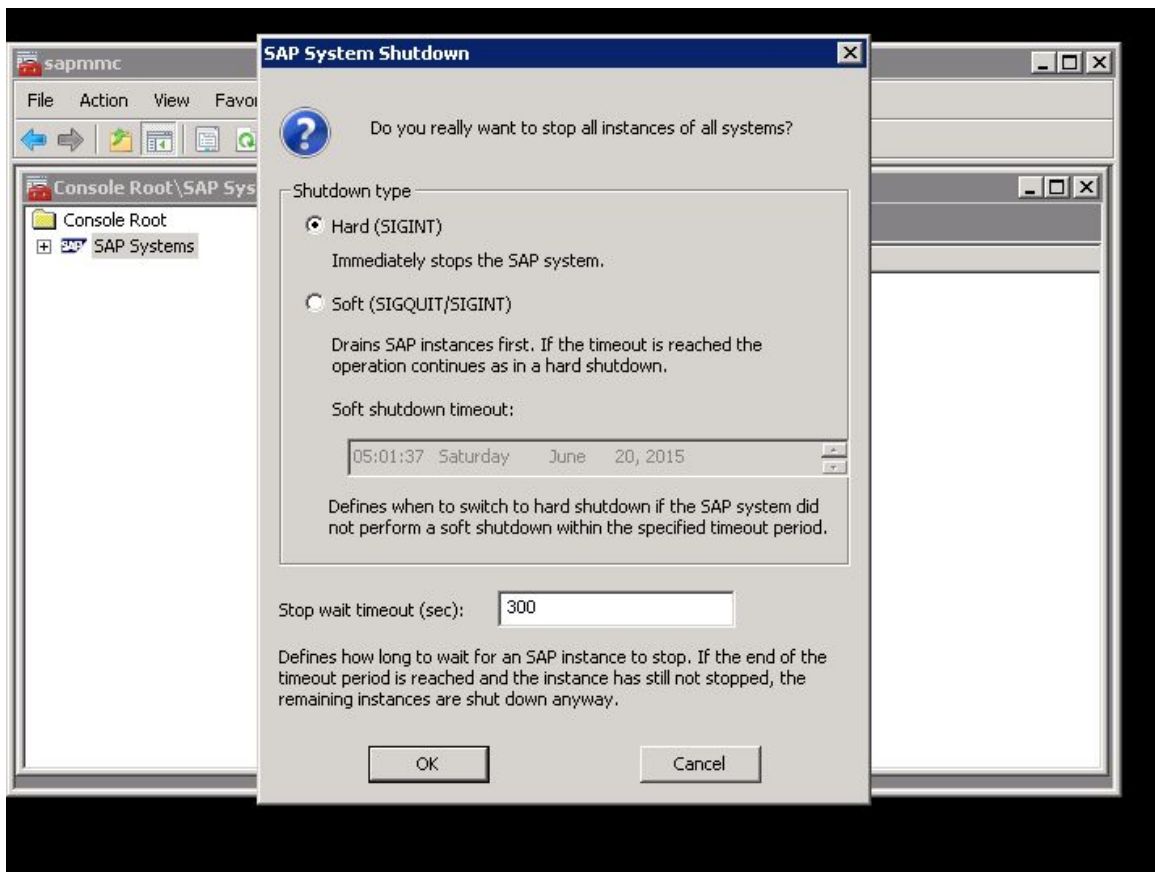 SAP System Shutdown
sapmmc
File Action View Favor
Do you really want to stop all instances of all systems?
Console Root\SAP Sys
Console Root
SAP SAP Systems
Shutdown type
Hard (SIGINT)
Immediately stops the SAP system.
Soft (SIGQUIT/SIGINT)
Drains SAP instances first. If the timeout is reached the
operation continues as in a hard shutdown.
Soft shutdown timeout:
05:01:37 Saturday June 20, 2015
Defines when to switch to hard shutdown if the SAP system did
not perform a soft shutdown within the specified timeout period.
Stop wait timeout (sec): 300
Defines how long to wait for an SAP instance to stop. If the end of the
timeout period is reached and the instance has still not stopped, the
remaining instances are shut down anyway.
OK Cancel